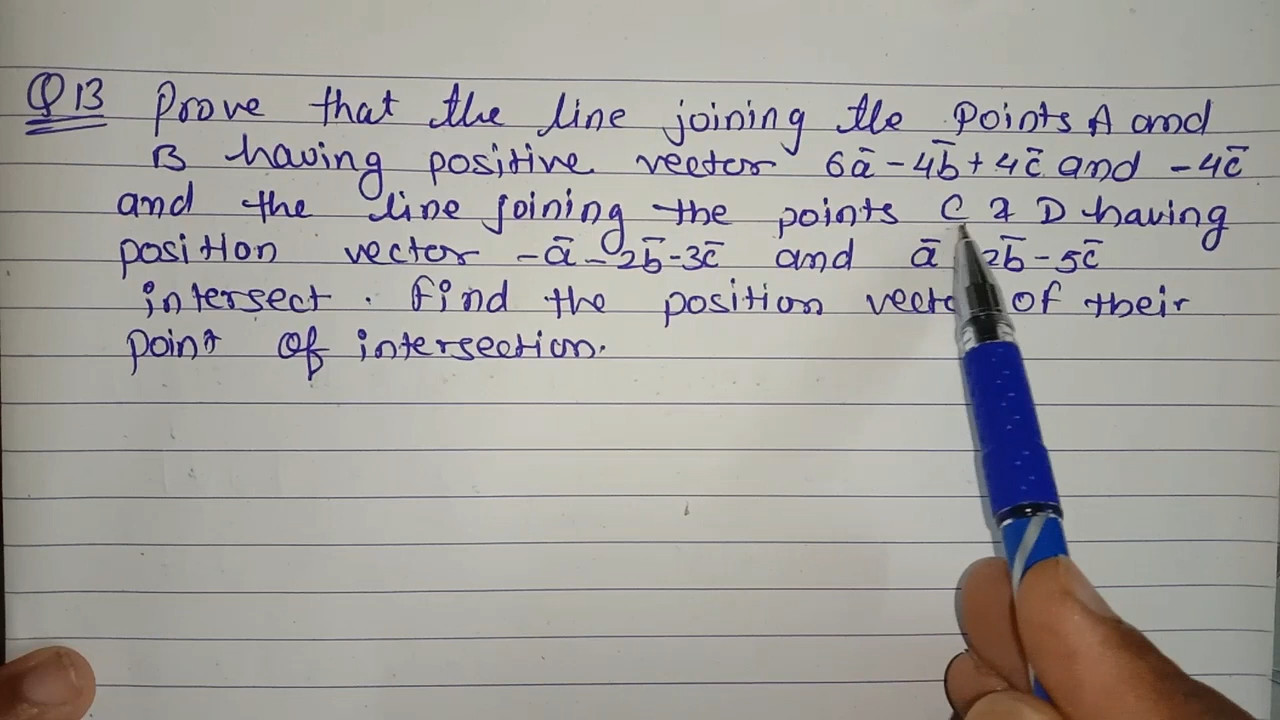 Q13 Prove that the line joining the points A and
B having positive vector 6a̅ - 4b̅ + 4c̅ and -4c̅
and the line joining the points C & D having
position vector -a̅ - 2b̅ - 3c̅ and a̅ 2b̅ - 5c̅
intersect. Find the position of their
point of intersection.